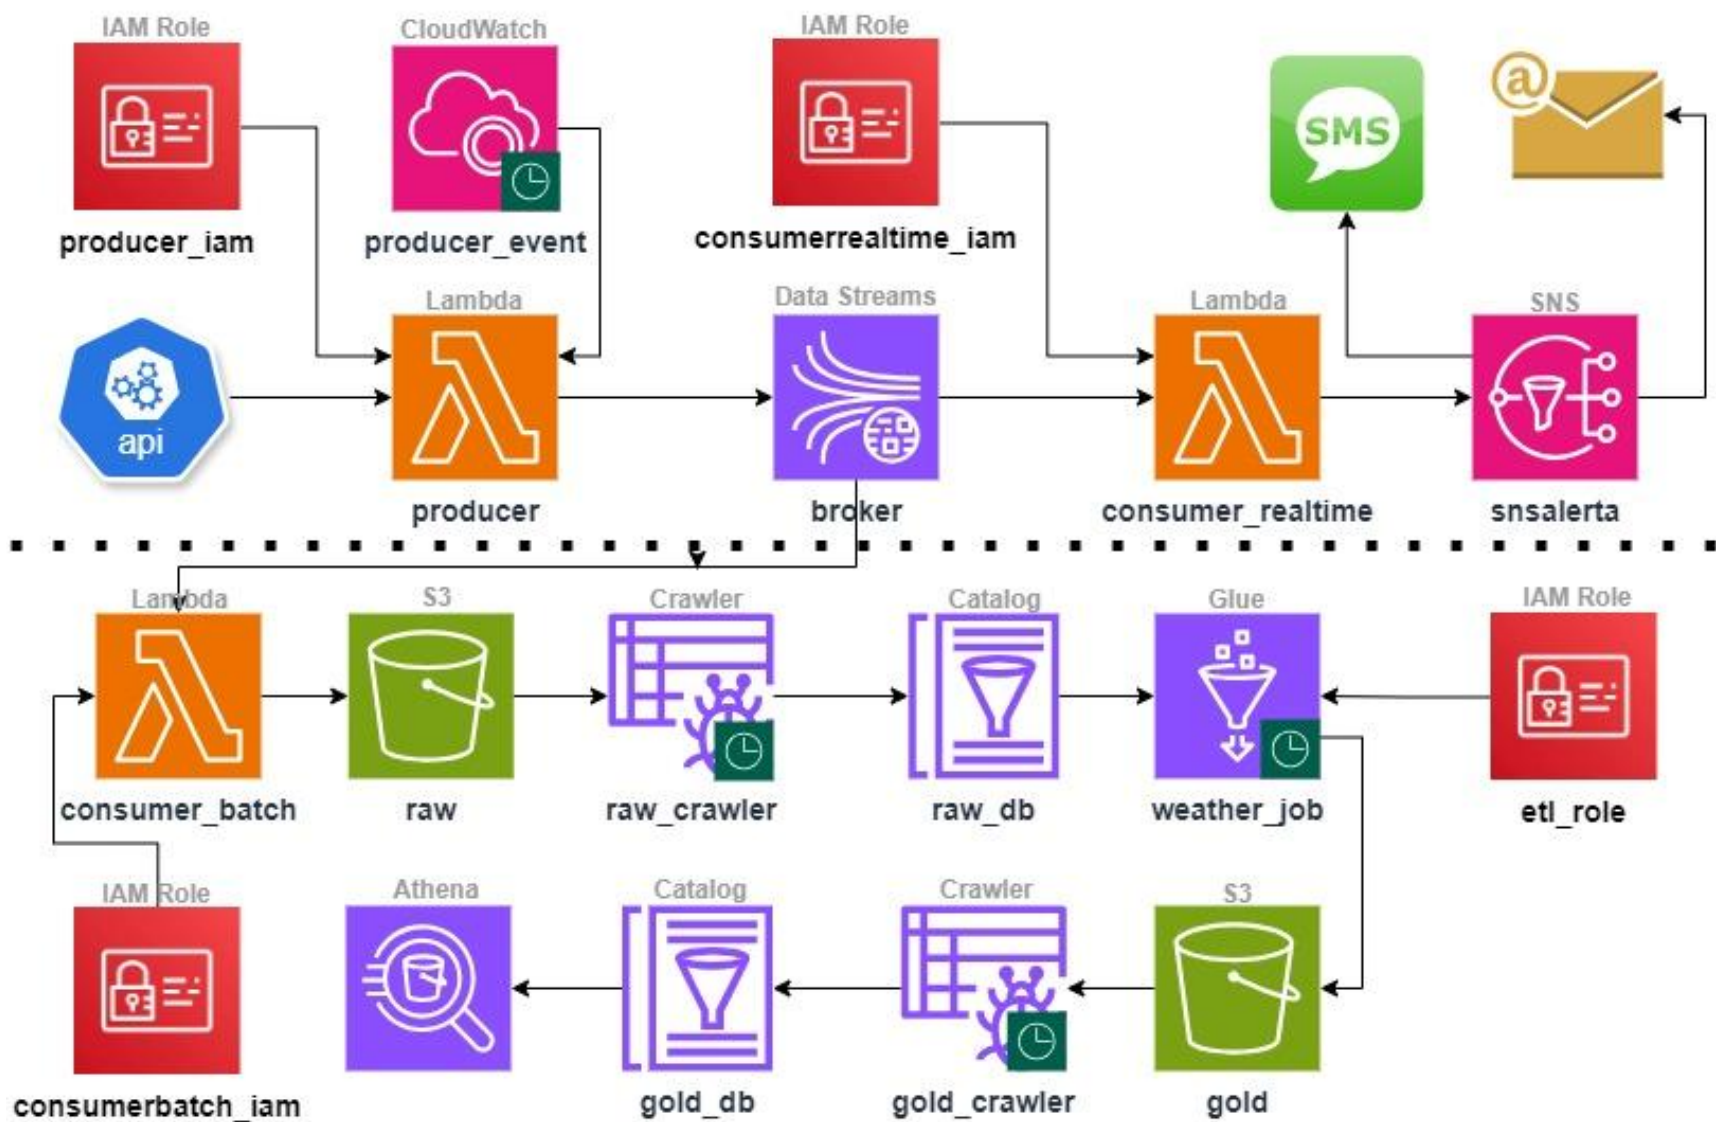 IAM Role
CloudWatch
IAM Role
SMS
@
producer_iam
producer_event
consumerrealtime_iam
Lambda
Data Streams
Lambda
SNS
api
producer
broker
consumer_realtime
snsalerta
Lambda
S3
Crawler
Catalog
Glue
IAM Role
consumer_batch
raw
raw_crawler
raw_db
weather_job
etl_role
IAM Role
Athena
Catalog
Crawler
S3
consumerbatch_iam
gold_db
gold_crawler
gold